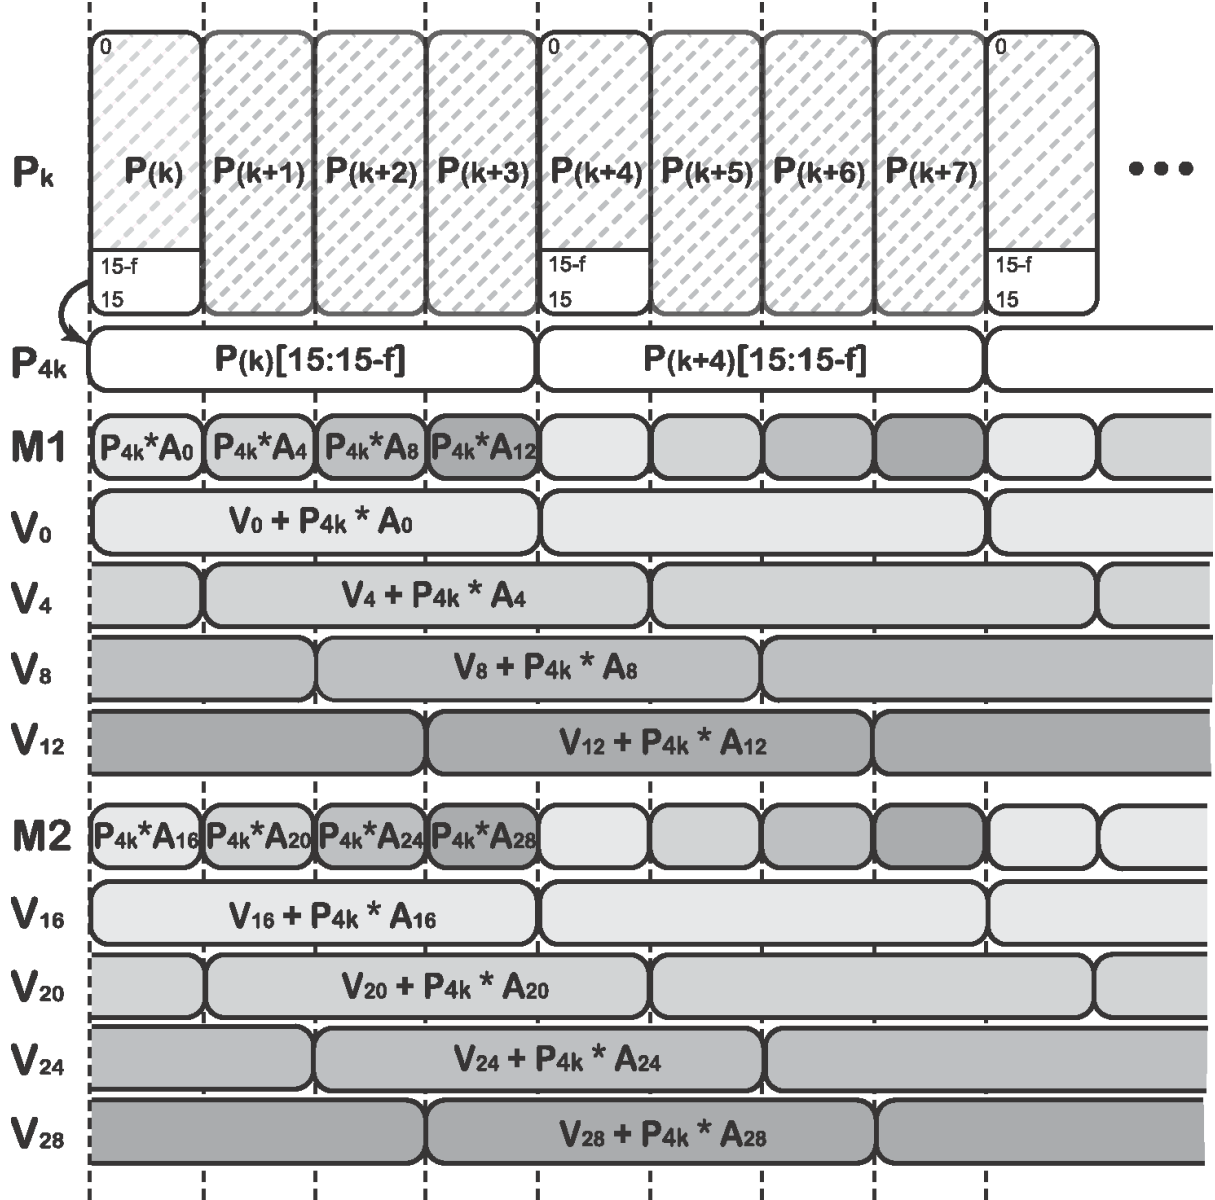 0 0 0
Pk P(k) P(k+1) P(k+2) P(k+3) P(k+4) P(k+5) P(k+6) P(k+7) •••
15-f 15-f 15-f
15 15 15
P4k P(k)[15:15-f] P(k+4)[15:15-f]
M1 P4k*A0 P4k*A4 P4k*A8 P4k*A12
V0 V0 + P4k * A0
V4 V4 + P4k * A4
V8 V8 + P4k * A8
V12 V12 + P4k * A12
M2 P4k*A16 P4k*A20 P4k*A24 P4k*A28
V16 V16 + P4k * A16
V20 V20 + P4k * A20
V24 V24 + P4k * A24
V28 V28 + P4k * A28